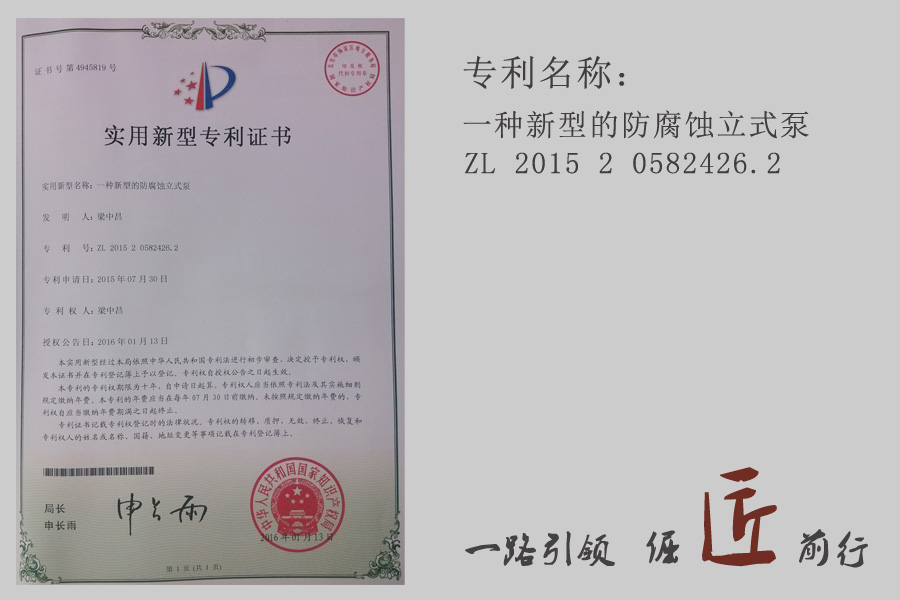 证书号第4945819号
实用新型专利证书
实用新型名称：一种新型的防腐蚀立式泵
发 明 人：梁中昌
专 利 号：ZL 2015 2 0582426.2
专利申请日：2015年07月30日
专 利 权 人：梁中昌
授权公告日：2016年01月13日
本实用新型经过本局依照中华人民共和国专利法进行初步审查，决定授予专利权，颁
发本证书并在专利登记簿上予以登记。专利权自授权公告之日起生效。
本专利的专利权期限为十年，自申请日起算。专利权人应当依照专利法及其实施细则
规定缴纳年费。本专利的年费应当在每年07月30日前缴纳。未按照规定缴纳年费的，专
利权自应当缴纳年费期满之日起终止。
专利证书记载专利权登记时的法律状况。专利权的转移、质押、无效、终止、恢复和
专利权人的姓名或名称、国籍、地址变更等事项记载在专利登记簿上。
局长
申长雨
申长雨
中华人民共和国国家知识产权局
2016年01月13日
第 1 页 (共 1 页)
专利名称：
一种新型的防腐蚀立式泵
ZL 2015 2 0582426.2
一路引领 倔匠前行